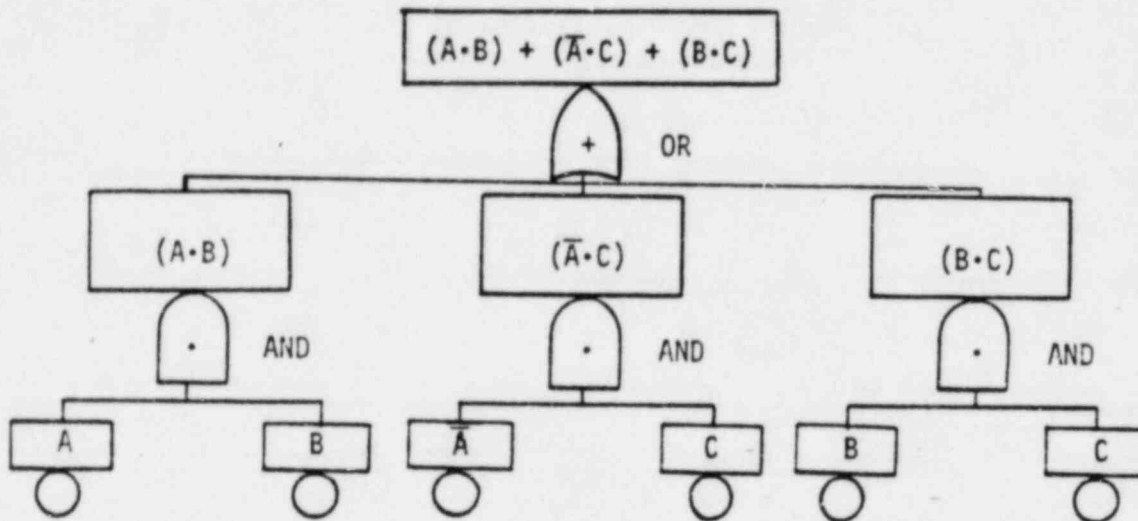 (A·B) + (A̅·C) + (B·C)
+ OR
(A·B) (A̅·C) (B·C)
· AND · AND · AND
A B A̅ C B C